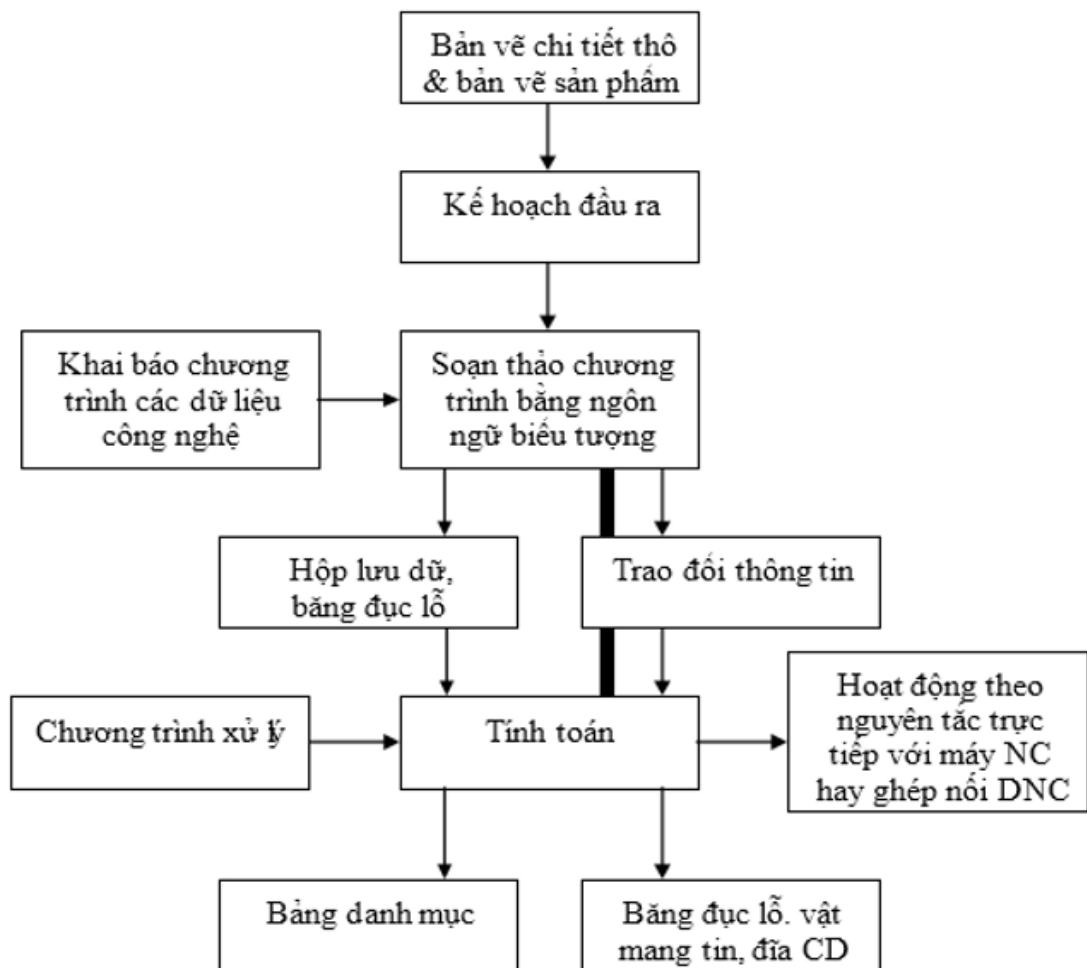 Bản vẽ chi tiết thô
& bản vẽ sản phẩm
Kế hoạch đầu ra
Khai báo chương
trình các dữ liệu
công nghệ
Soạn thảo chương
trình bằng ngôn
ngữ biểu tượng
Hộp lưu dữ,
băng đục lỗ
Trao đổi thông tin
Chương trình xử lý
Tính toán
Hoạt động theo
nguyên tắc trực
tiếp với máy NC
hay ghép nối DNC
Bảng danh mục
Băng đục lỗ. vật
mang tin, đĩa CD